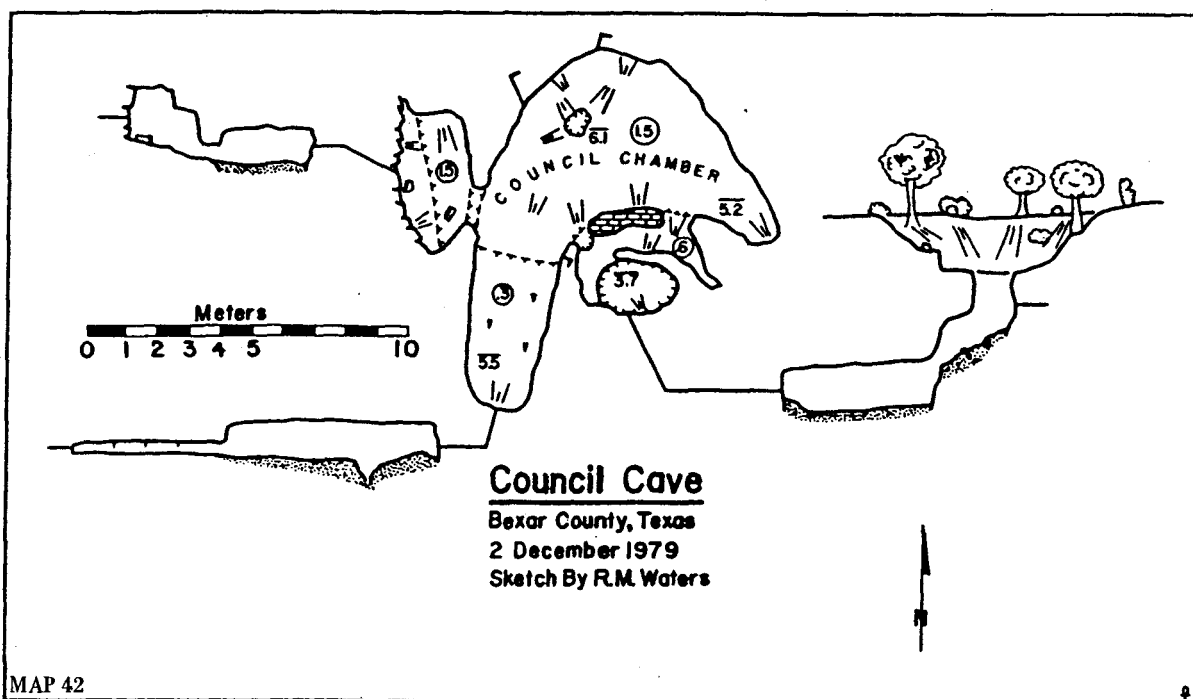 6.1
1.5
COUNCIL CHAMBER
1.5
5.2
.6
3.7
.3
5.5
Meters
0 1 2 3 4 5 10
Council Cave
Bexar County, Texas
2 December 1979
Sketch By R.M. Waters
N
MAP 42